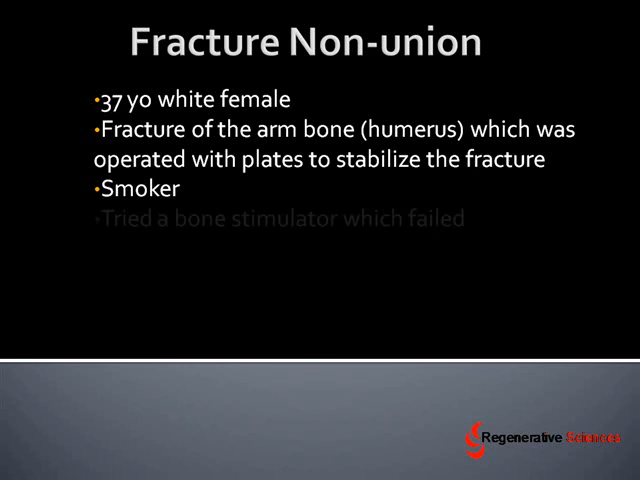 Fracture Non-union
•37 yo white female
•Fracture of the arm bone (humerus) which was
operated with plates to stabilize the fracture
•Smoker
•Tried a bone stimulator which failed
Regenerative Sciences